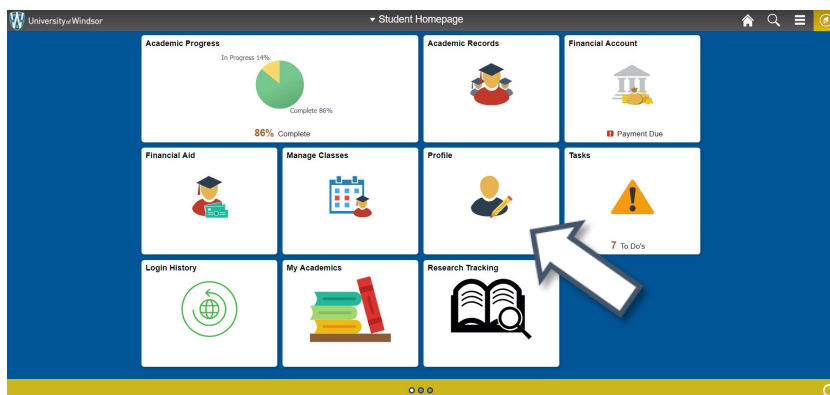 University of Windsor
Student Homepage
Academic Progress
In Progress 14%
Complete 86%
86% Complete
Academic Records
Financial Account
Payment Due
Financial Aid
Manage Classes
Profile
Tasks
7 To Do's
Login History
My Academics
Research Tracking